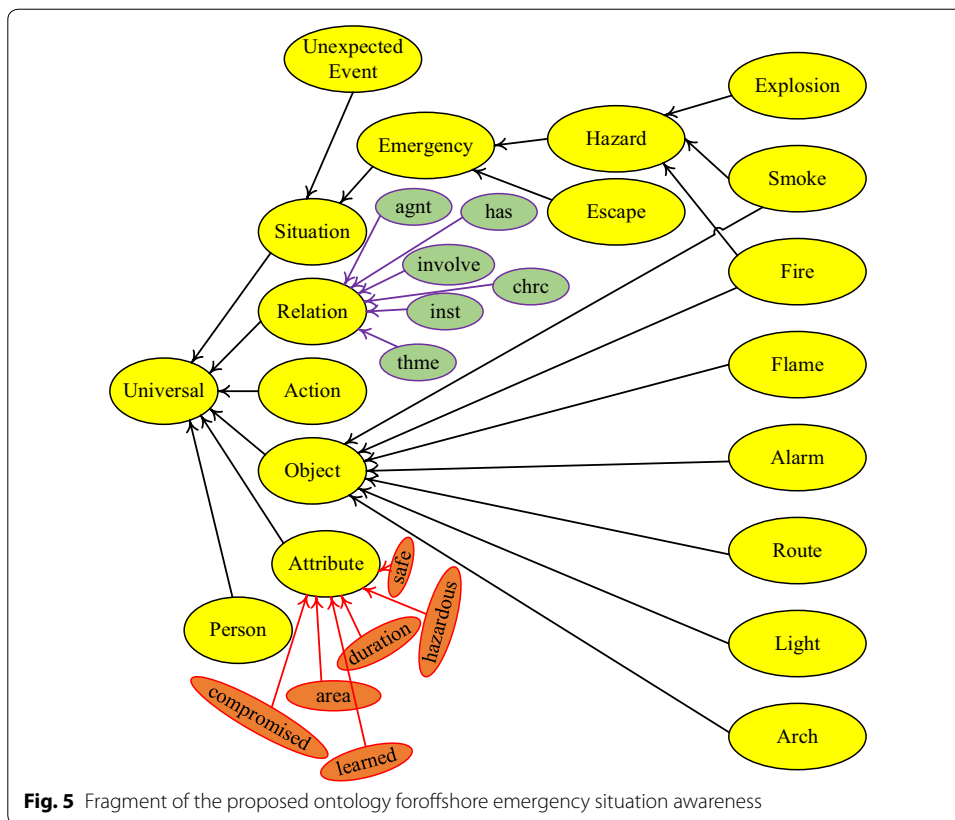 Unexpected
Event
Explosion
Emergency
Hazard
Smoke
agnt
has
Escape
Situation
involve
Fire
chrc
Relation
inst
thme
Flame
Universal
Action
Alarm
Object
Route
Attribute
safe
hazardous
Person
duration
Light
compromised
area
Arch
learned
Fig. 5 Fragment of the proposed ontology foroffshore emergency situation awareness